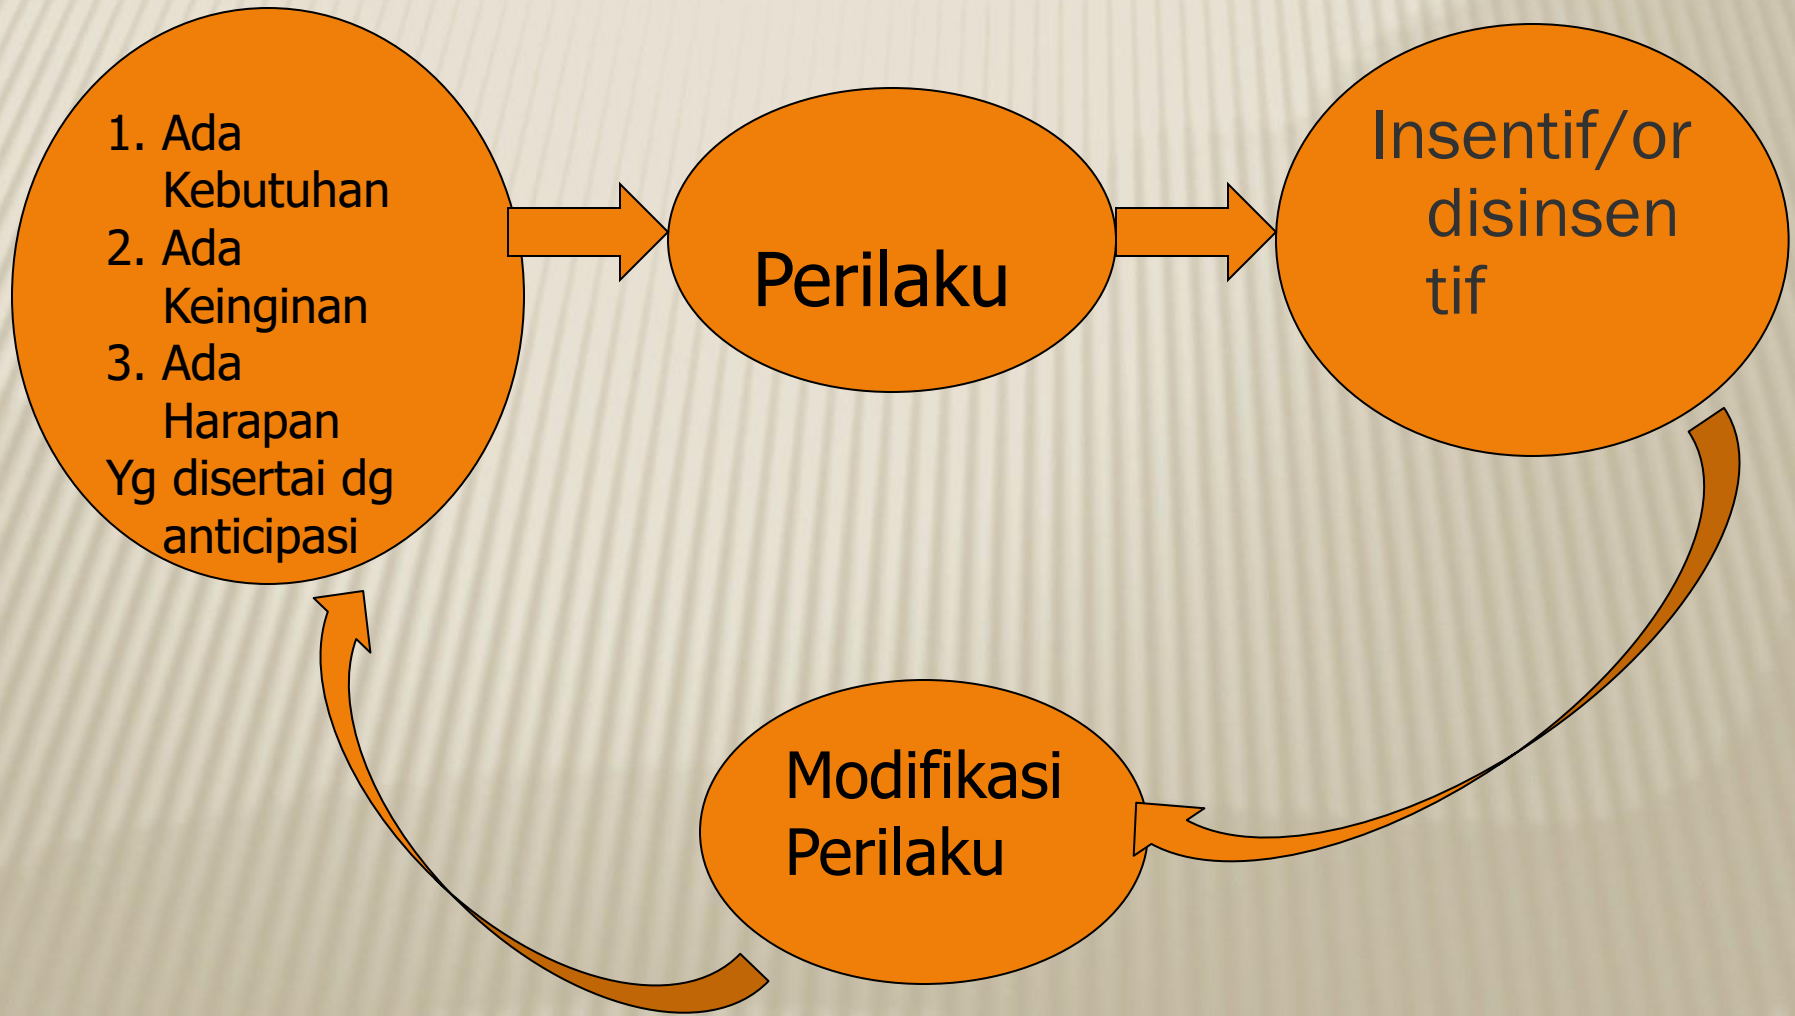 1. Ada
Kebutuhan
2. Ada
Keinginan
3. Ada
Harapan
Yg disertai dg
anticipasi
Perilaku
Insentif/or
disinsen
tif
Modifikasi
Perilaku